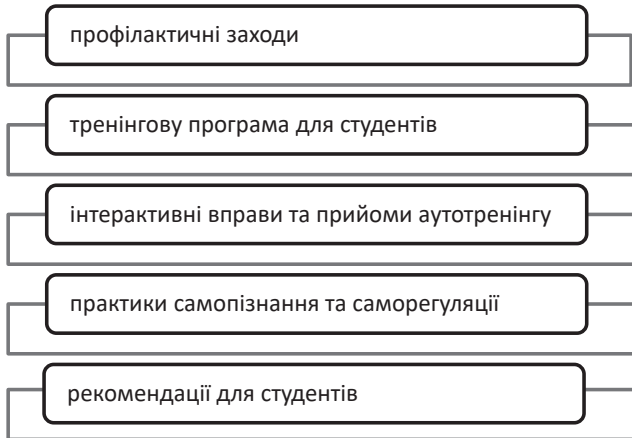 профілактичні заходи
тренінгову програма для студентів
інтерактивні вправи та прийоми аутотренінгу
практики самопізнання та саморегуляції
рекомендації для студентів